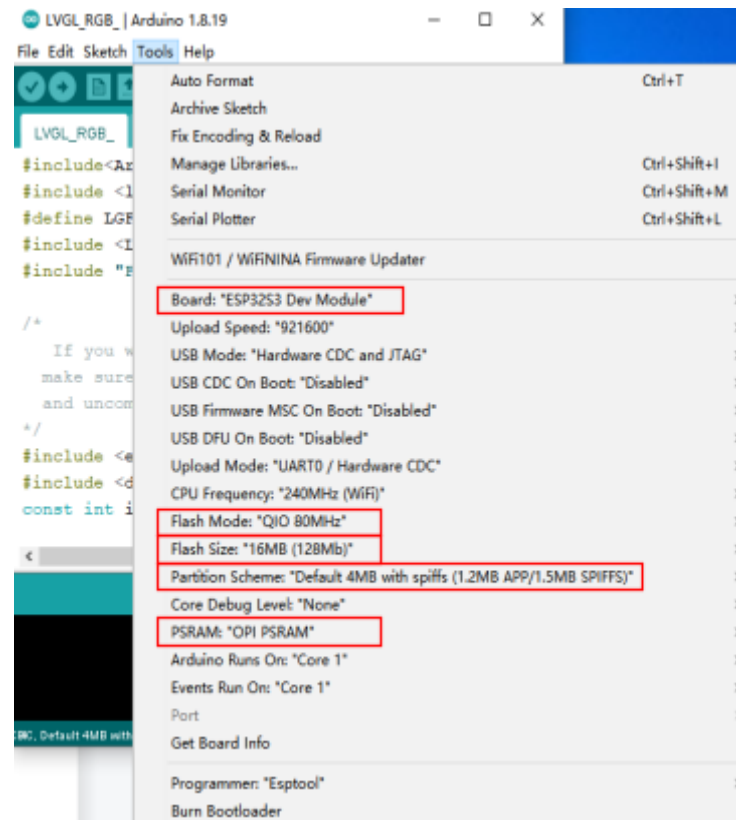 LVGL_RGB_ | Arduino 1.8.19
File Edit Sketch Tools Help
Auto Format Ctrl+T
Archive Sketch
LVGL_RGB_
Fix Encoding & Reload
#include<Ar
Manage Libraries... Ctrl+Shift+I
#include <l
Serial Monitor Ctrl+Shift+M
#define LGF
Serial Plotter Ctrl+Shift+L
#include <L
WiFi101 / WiFiNINA Firmware Updater
#include "
Board: "ESP32S3 Dev Module"
/*
Upload Speed: "921600"
If you w
USB Mode: "Hardware CDC and JTAG"
make sure
USB CDC On Boot: "Disabled"
and uncom
USB Firmware MSC On Boot: "Disabled"
*/
USB DFU On Boot: "Disabled"
#include <e
Upload Mode: "UART0 / Hardware CDC"
#include <d
CPU Frequency: "240MHz (WiFi)"
const int i
Flash Mode: "QIO 80MHz"
Flash Size: "16MB (128Mb)"
Partition Scheme: "Default 4MB with spiffs (1.2MB APP/1.5MB SPIFFS)"
Core Debug Level: "None"
PSRAM: "OPI PSRAM"
Arduino Runs On: "Core 1"
Events Run On: "Core 1"
Port
Default 4MB with
Get Board Info
Programmer: "Esptool"
Burn Bootloader